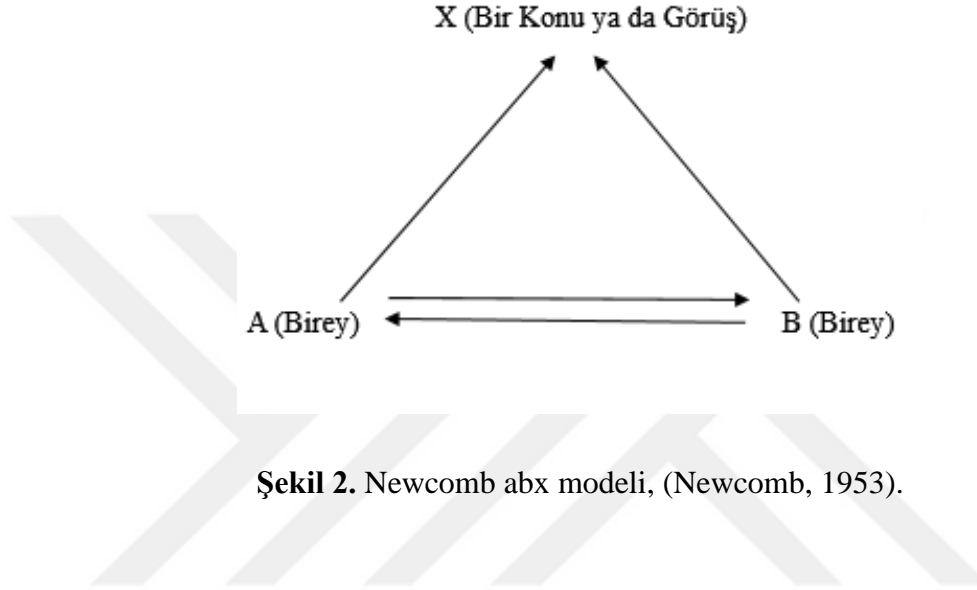 X (Bir Konu ya da Görüş)
A (Birey)
B (Birey)
Şekil 2. Newcomb abx modeli, (Newcomb, 1953).